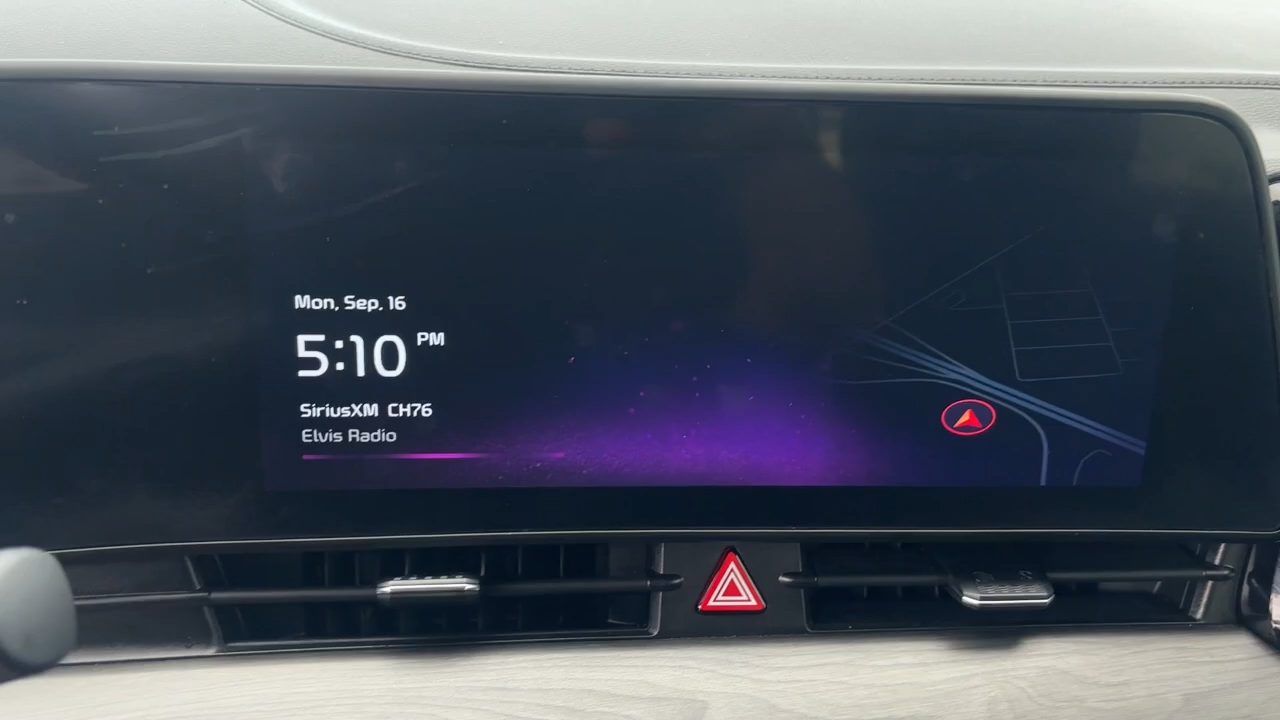 Mon, Sep, 16
5:10 PM
SiriusXM CH76
Elvis Radio